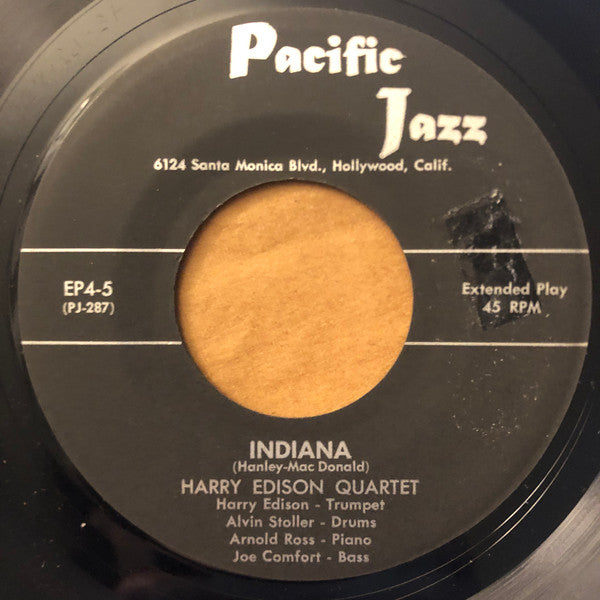 Pacific
Jazz
6124 Santa Monica Blvd., Hollywood, Calif.
EP4-5
(PJ-287)
Extended Play
45 RPM
INDIANA
(Hanley-Mac Donald)
HARRY EDISON QUARTET
Harry Edison - Trumpet
Alvin Stoller - Drums
Arnold Ross - Piano
Joe Comfort - Bass